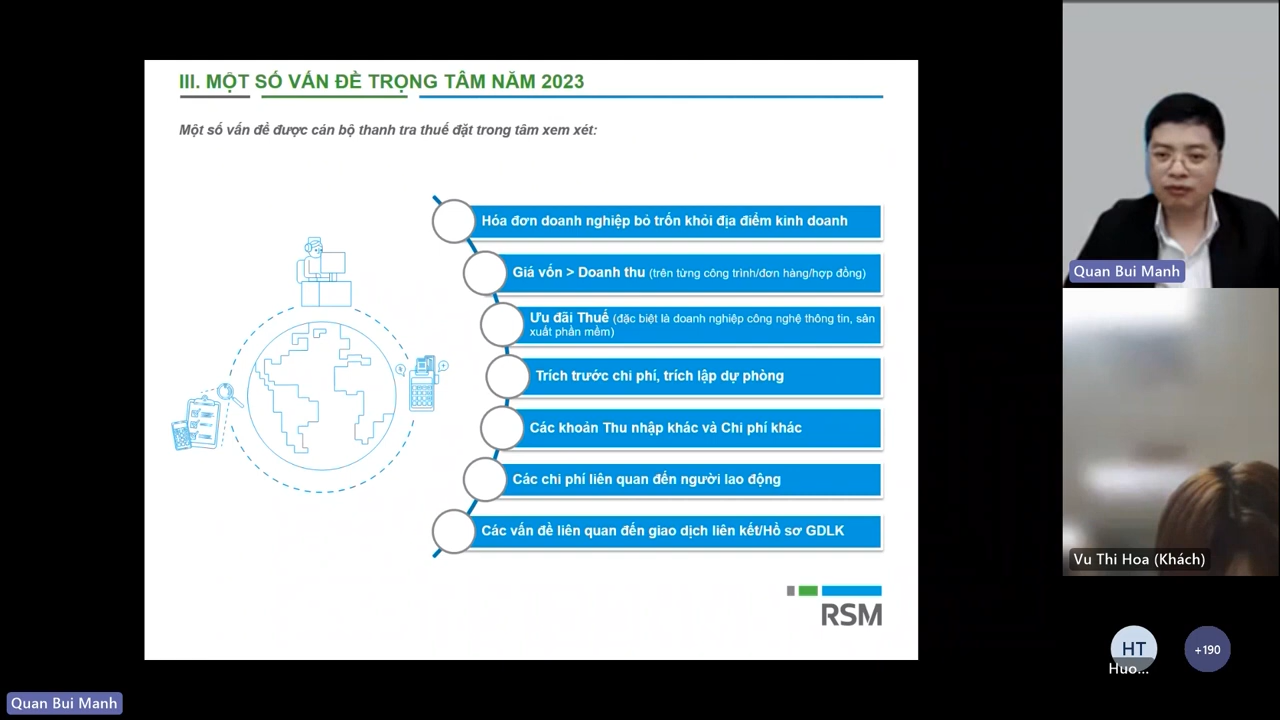 III. MỘT SỐ VẤN ĐỀ TRỌNG TÂM NĂM 2023
Một số vấn đề được cán bộ thanh tra thuế đặt trong tâm xem xét:
Hóa đơn doanh nghiệp bỏ trốn khỏi địa điểm kinh doanh
Giá vốn > Doanh thu (trên từng công trình/đơn hàng/hợp đồng)
Ưu đãi Thuế (đặc biệt là doanh nghiệp công nghệ thông tin, sản
xuất phần mềm)
Trích trước chi phí, trích lập dự phòng
Các khoản Thu nhập khác và Chi phí khác
Các chi phí liên quan đến người lao động
Các vấn đề liên quan đến giao dịch liên kết/Hồ sơ GDLK
RSM
Quan Bui Manh
Vu Thi Hoa (Khách)
HT
Huo...
+190
Quan Bui Manh